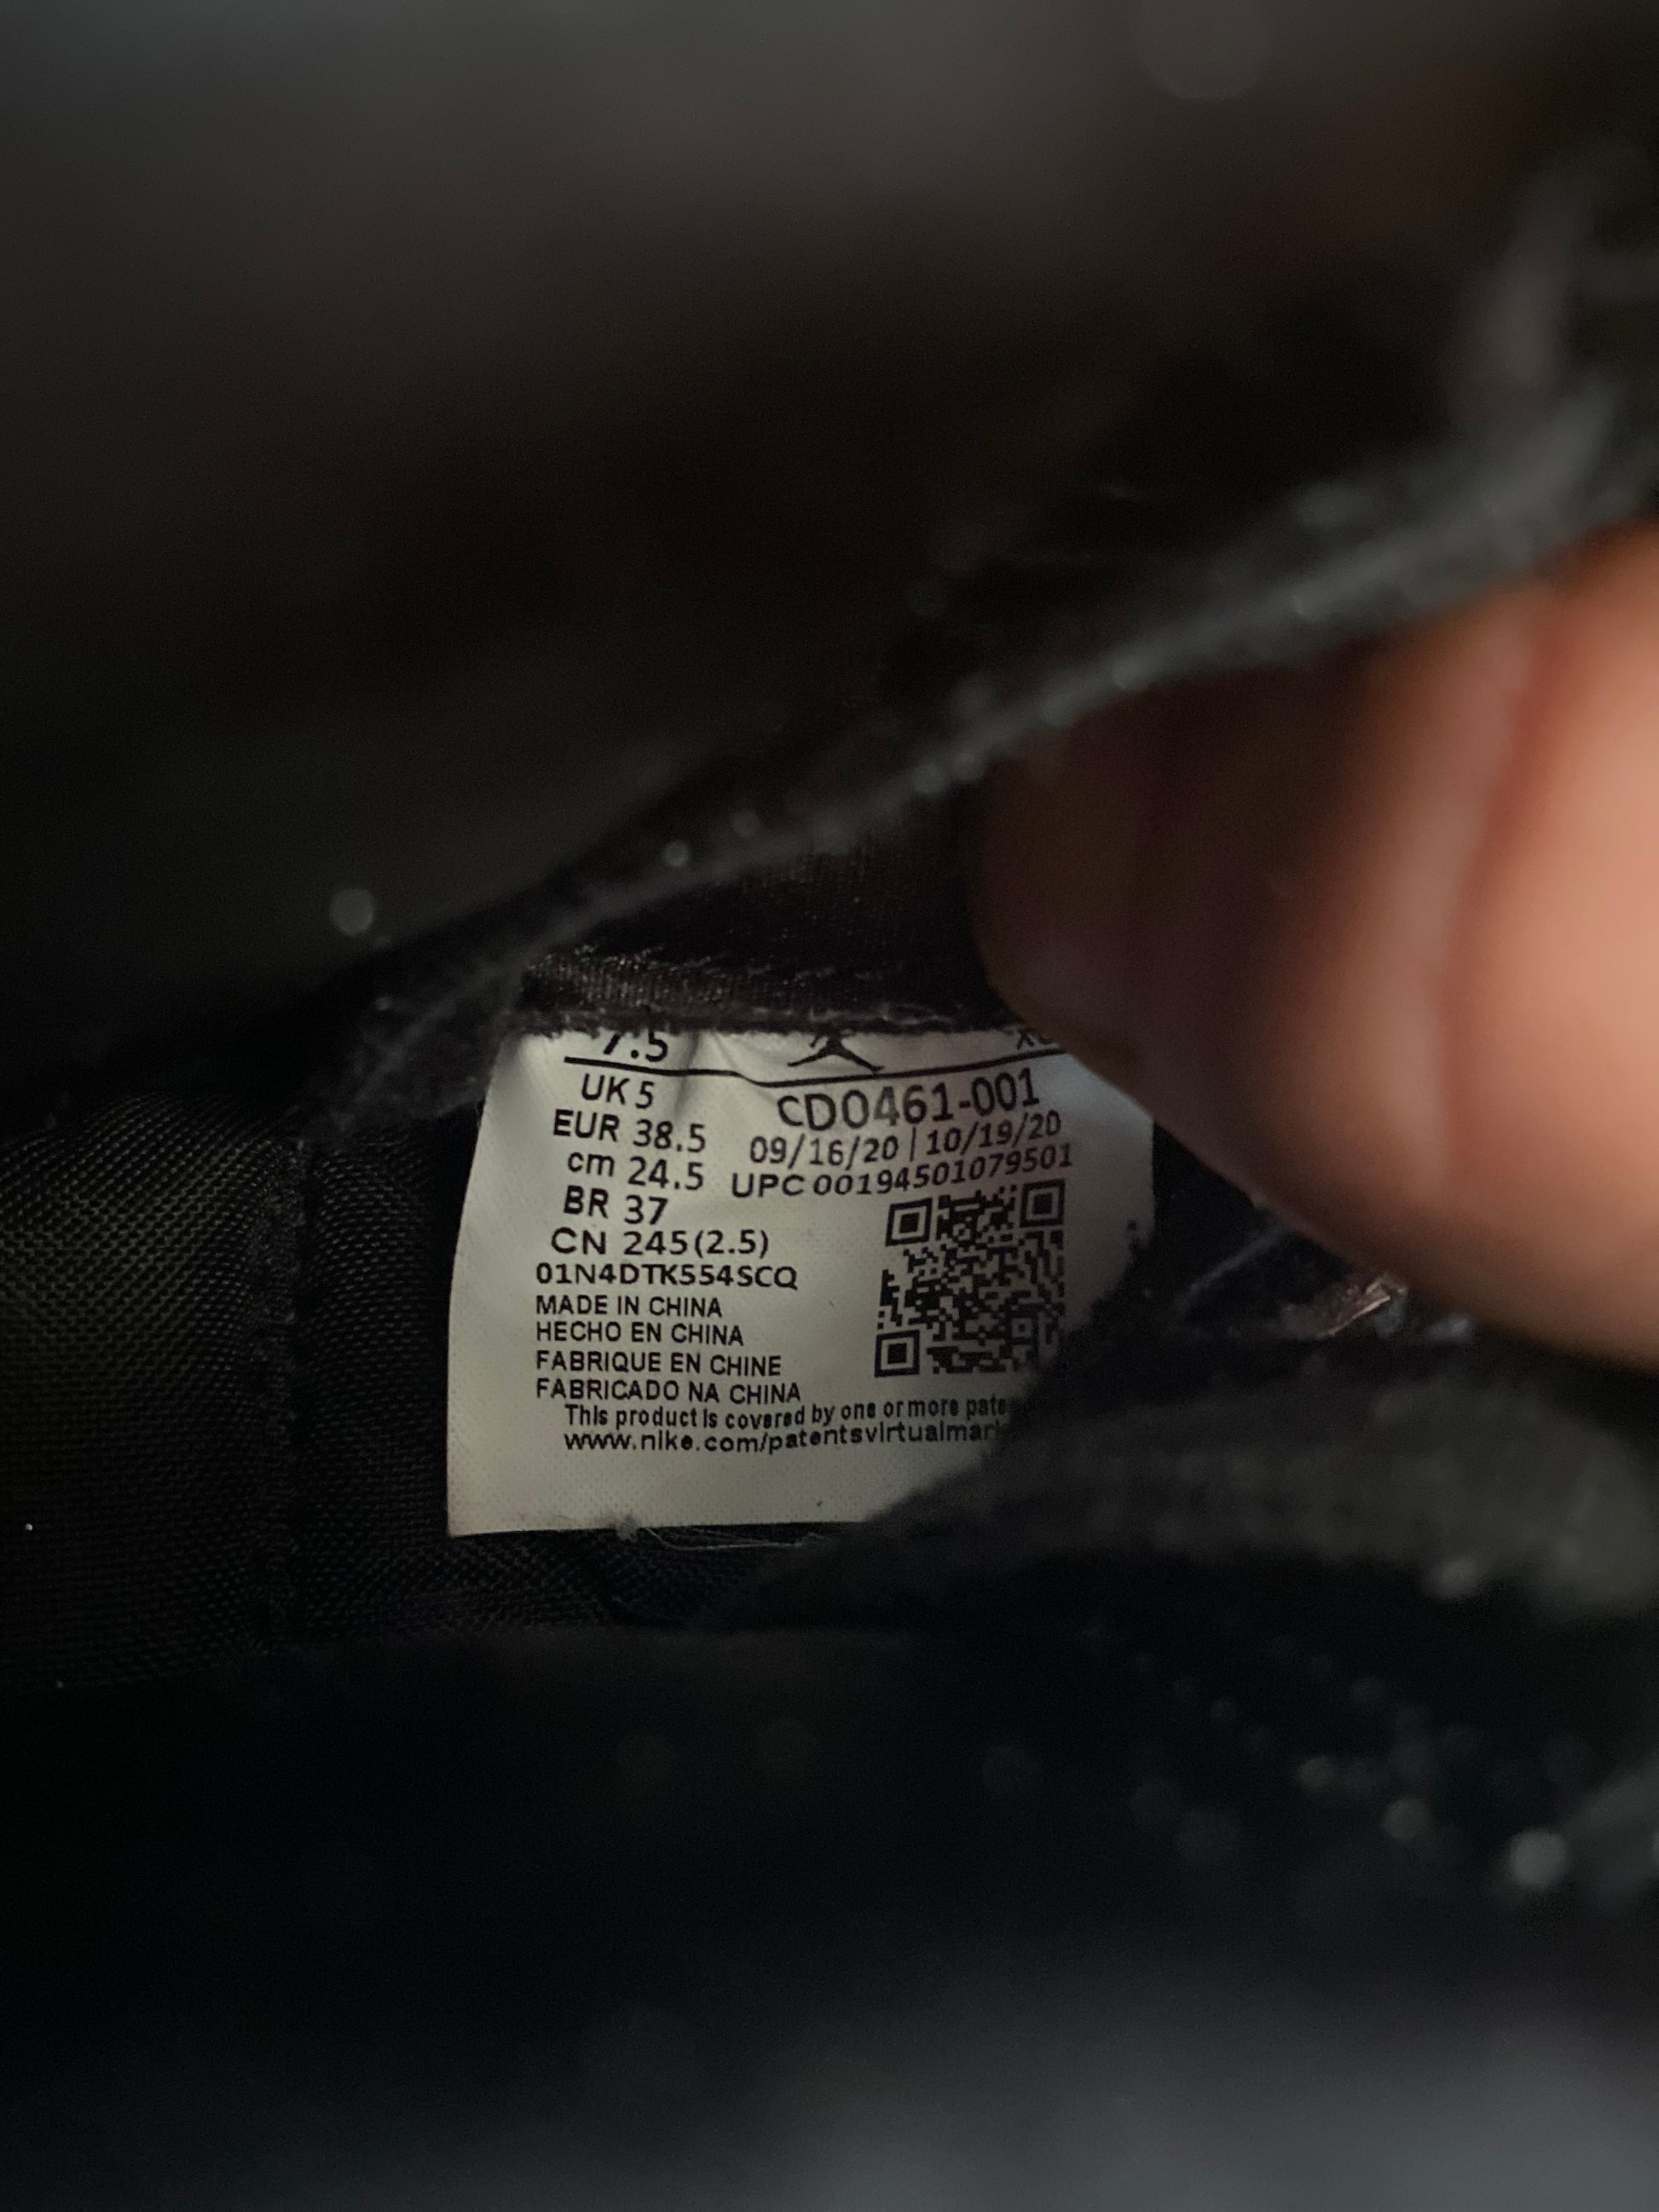 7.5
UK 5
EUR 38.5
cm 24.5
BR 37
CN 245(2.5)
CD0461-001
09/16/20 | 10/19/20
UPC 00194501079501
01N4DTK554SCQ
MADE IN CHINA
HECHO EN CHINA
FABRIQUE EN CHINE
FABRICADO NA CHINA
This product is covered by one or more
www.nike.com/patentsvirtualmar